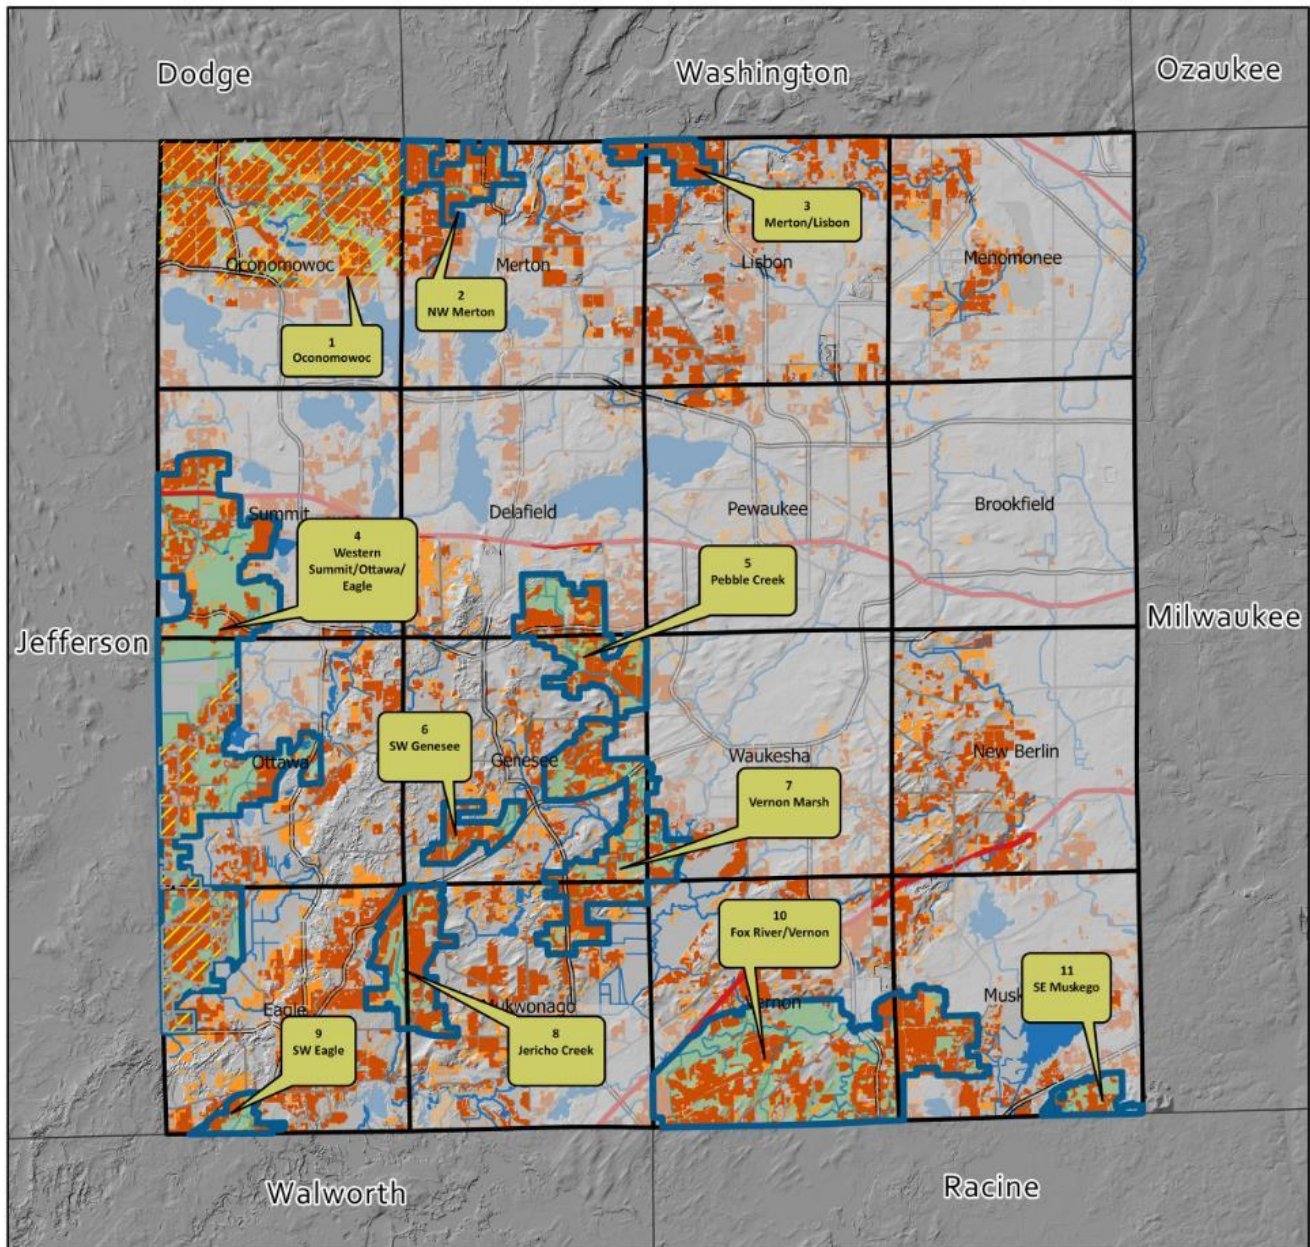 Dodge
Washington
Ozaukee
3
Merton/Lisbon
Oconomowoc
Merton
Lisbon
Menomonee
2
NW Merton
1
Oconomowoc
Summit
Delafield
Pewaukee
Brookfield
4
Western
Summit/Ottawa/
Eagle
5
Pebble Creek
Jefferson
Milwaukee
6
SW Genesee
Ottawa
Genesee
Waukesha
New Berlin
7
Vernon Marsh
10
Fox River/Vernon
11
SE Muskego
Eagle
Mukwonago
9
SW Eagle
8
Jericho Creek
Walworth
Racine